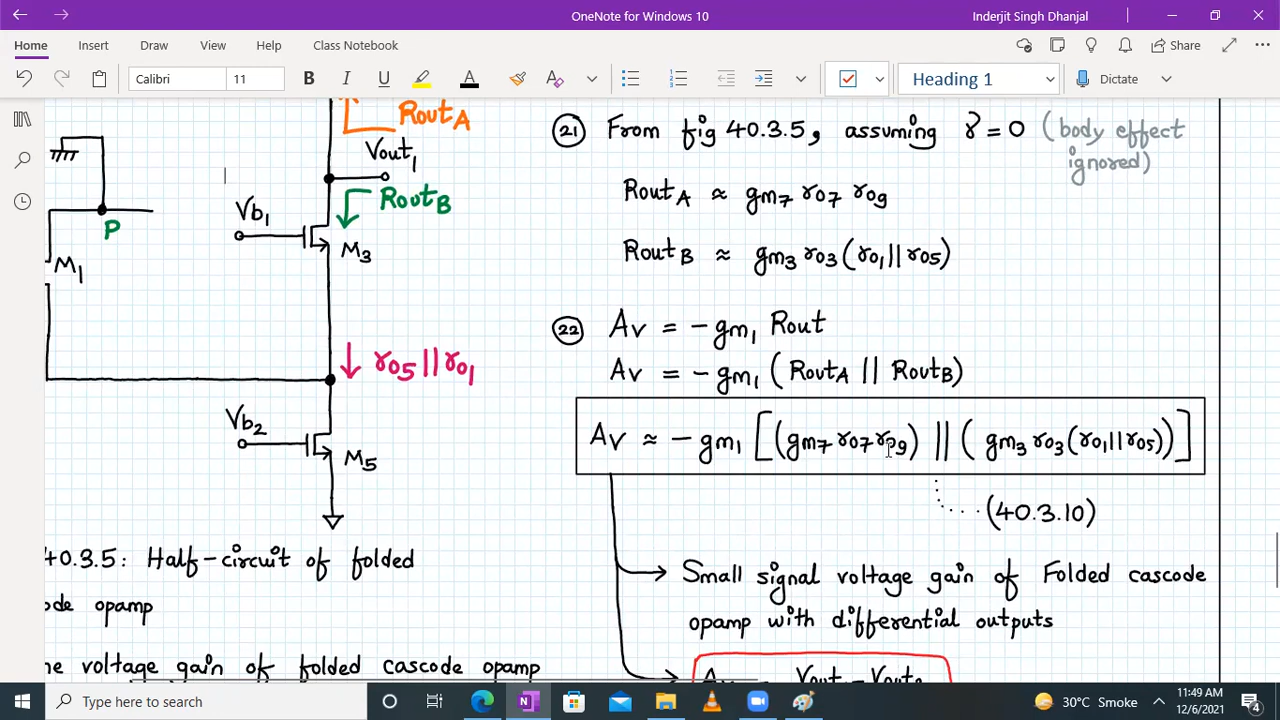 OneNote for Windows 10
Inderjit Singh Dhanjal
Home Insert Draw View Help Class Notebook
Share
Calibri 11 B I U A Heading 1 Dictate
RoutA
Vout1
RoutB
Vb1
M3
P
M1
ro5 || ro1
Vb2
M5
40.3.5: Half-circuit of folded
ode opamp
he voltage gain of folded cascode opamp
(21) From fig 40.3.5, assuming γ = 0 (body effect
ignored)
RoutA ≈ gm7 ro7 ro9
RoutB ≈ gm3 ro3 (ro1 || ro5)
(22) Av = - gm1 Rout
Av = - gm1 (RoutA || RoutB)
Av ≈ - gm1 [(gm7 ro7 ro9) || (gm3 ro3 (ro1 || ro5))]
(40.3.10)
Small signal voltage gain of Folded cascode
opamp with differential outputs
Type here to search
30°C Smoke
11:49 AM
12/6/2021
4